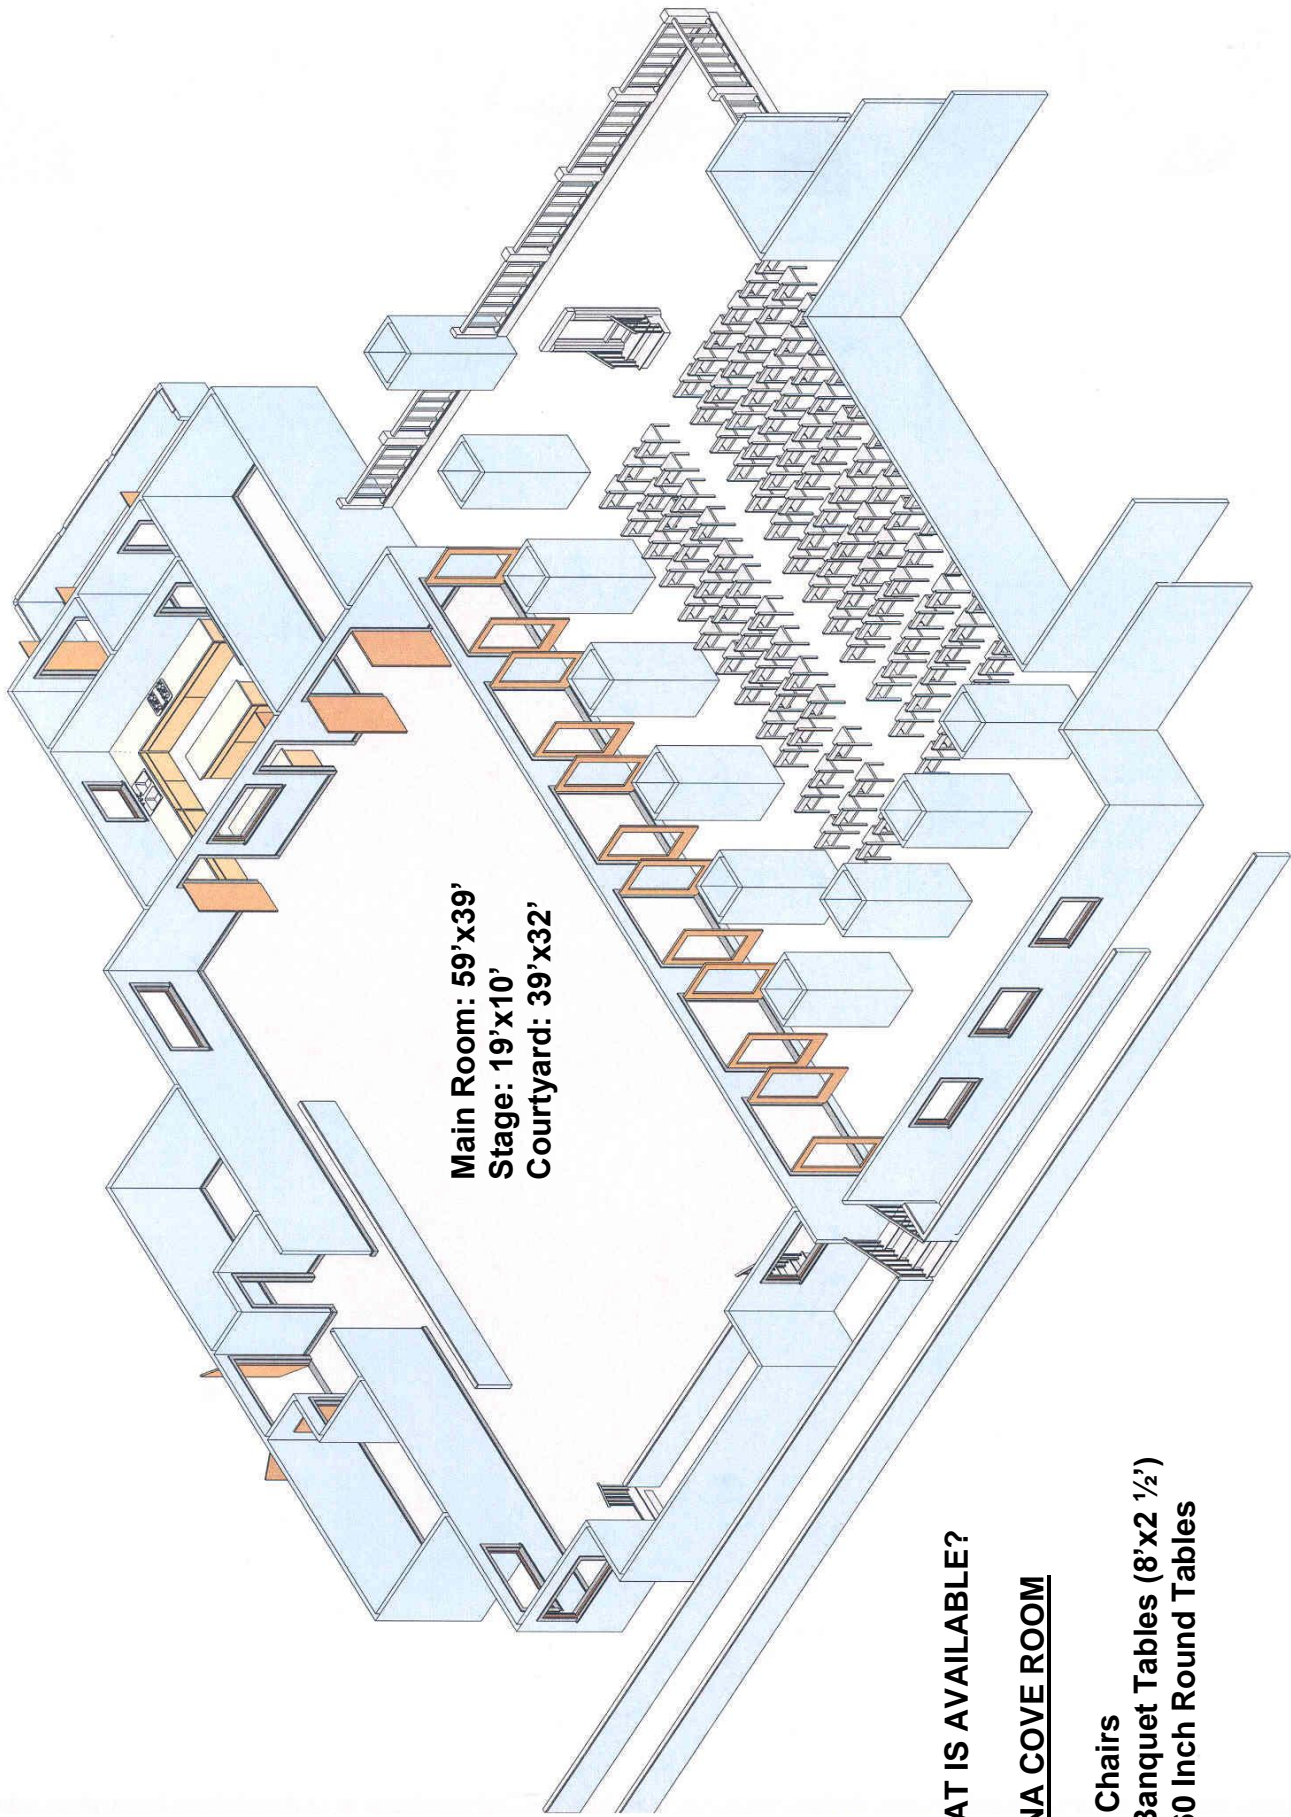 Main Room: 59’x39’
Stage: 19’x10’
Courtyard: 39’x32’
AT IS AVAILABLE?
NA COVE ROOM
Chairs
Banquet Tables (8’x2 ½’)
60 Inch Round Tables